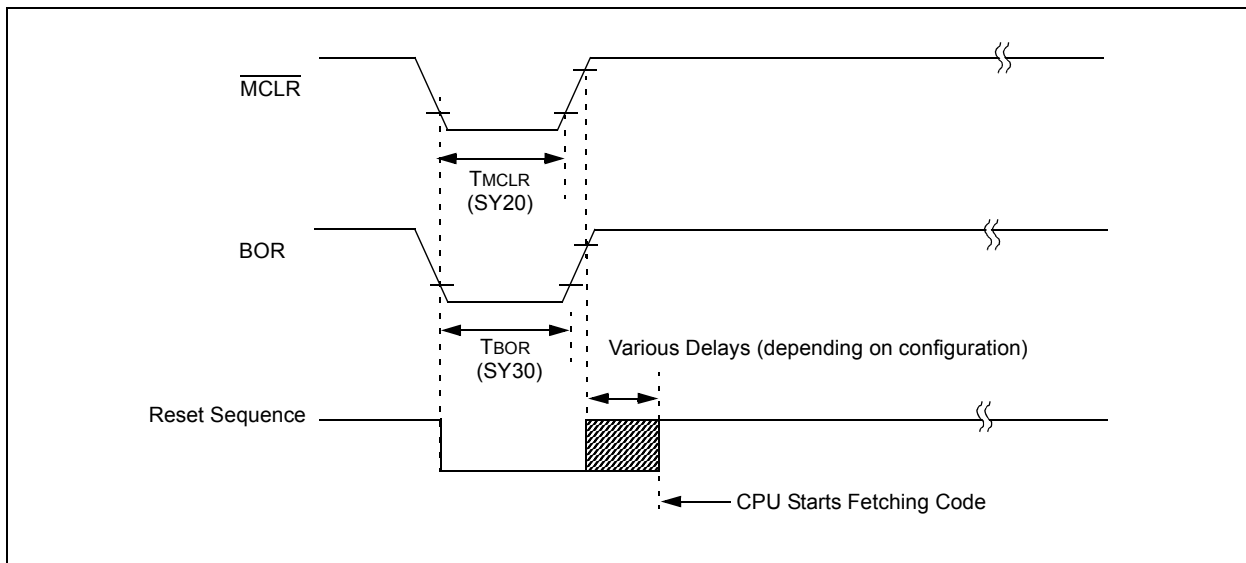 MCLR
TMCLR
(SY20)
BOR
TBOR
(SY30)
Various Delays (depending on configuration)
Reset Sequence
CPU Starts Fetching Code